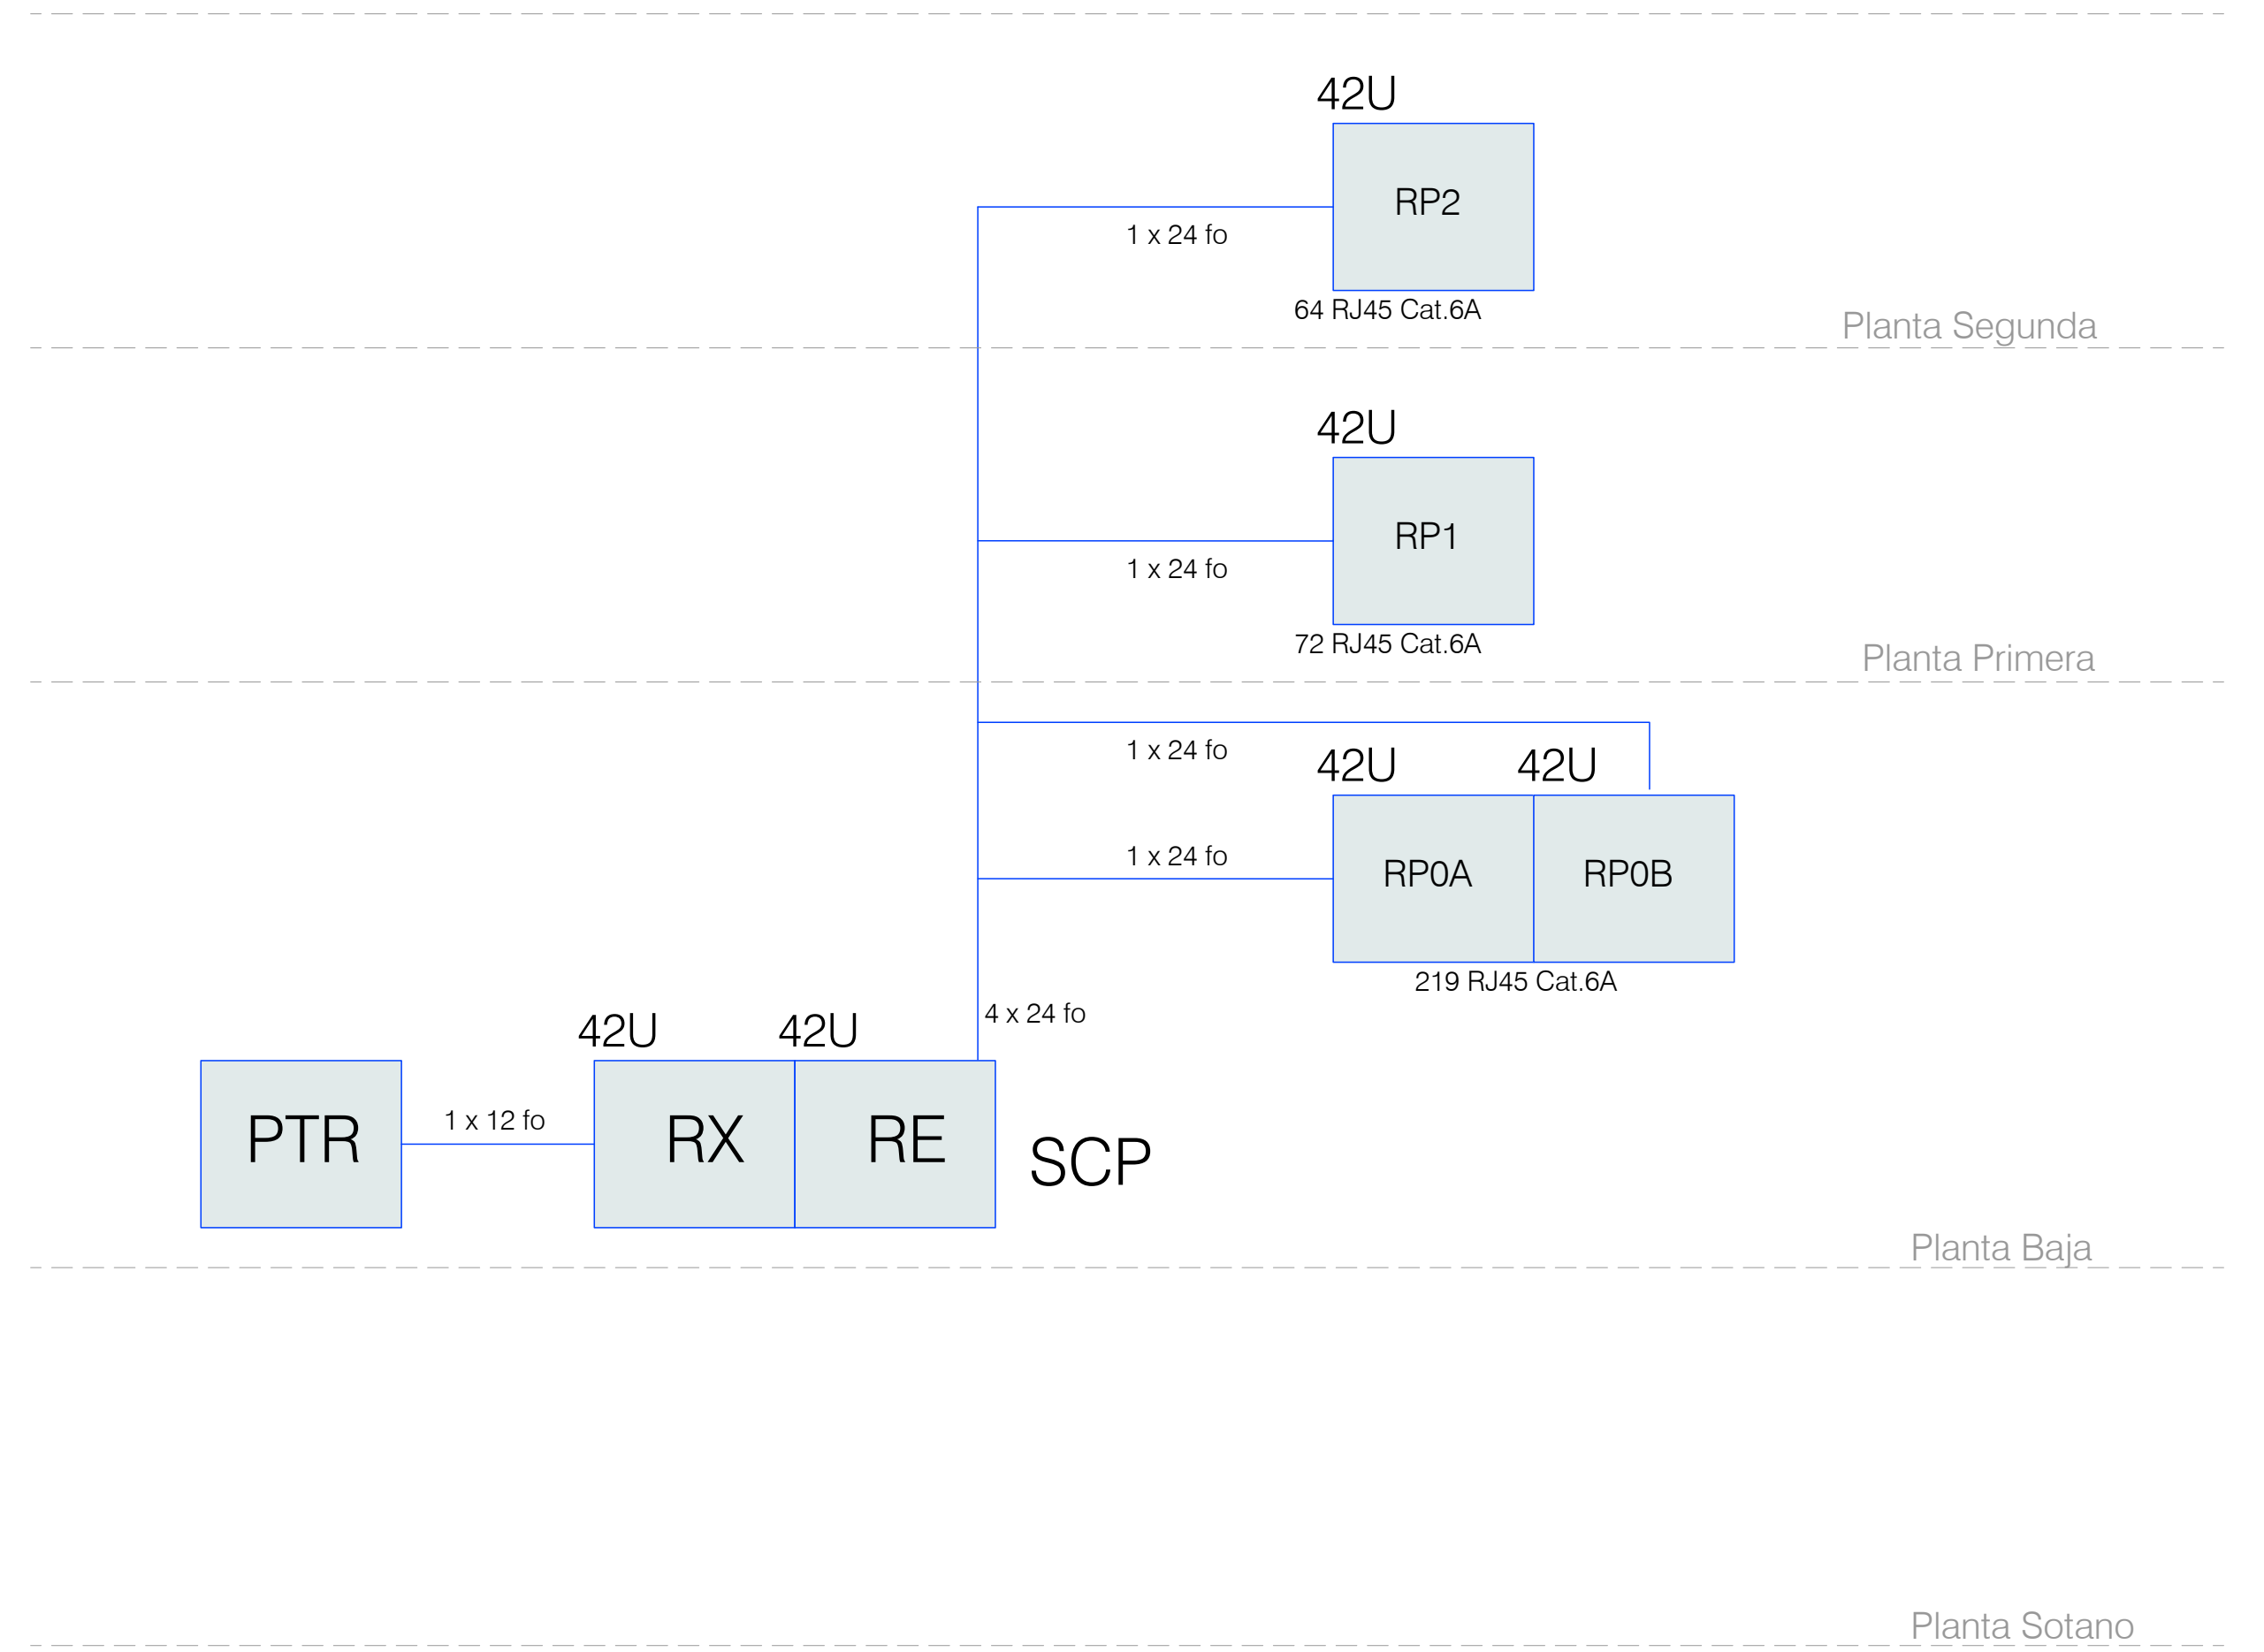 42U
RP2
1 x 24 fo
64 RJ45 Cat.6A
Planta Segunda
42U
RP1
1 x 24 fo
72 RJ45 Cat.6A
Planta Primera
1 x 24 fo
42U
42U
1 x 24 fo
RP0A
RP0B
219 RJ45 Cat.6A
4 x 24 fo
42U
42U
PTR
1 x 12 fo
RX
RE
SCP
Planta Baja
Planta Sotano